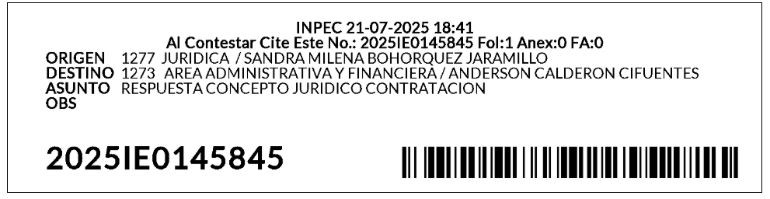 INPEC 21-07-2025 18:41
Al Contestar Cite Este No.: 2025IE0145845 Fol:1 Anex:0 FA:0
ORIGEN 1277 JURIDICA / SANDRA MILENA BOHORQUEZ JARAMILLO
DESTINO 1273 AREA ADMINISTRATIVA Y FINANCIERA / ANDERSON CALDERON CIFUENTES
ASUNTO RESPUESTA CONCEPTO JURIDICO CONTRATACION
OBS
2025IE0145845